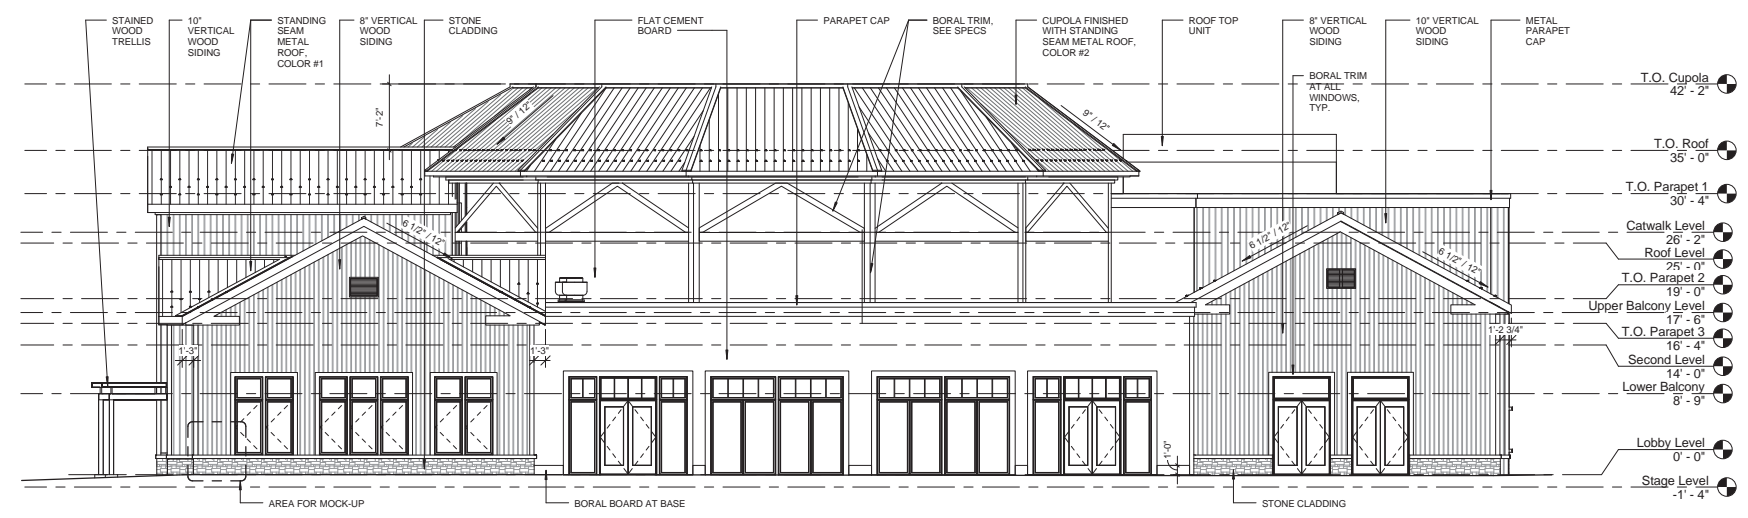 STAINED
WOOD
TRELLIS
10"
VERTICAL
WOOD
SIDING
STANDING
SEAM
METAL
ROOF,
COLOR #1
8" VERTICAL
WOOD
SIDING
STONE
CLADDING
FLAT CEMENT
BOARD
PARAPET CAP
BORAL TRIM,
SEE SPECS
CUPOLA FINISHED
WITH STANDING
SEAM METAL ROOF,
COLOR #2
ROOF TOP
UNIT
8" VERTICAL
WOOD
SIDING
10" VERTICAL
WOOD
SIDING
METAL
PARAPET
CAP
BORAL TRIM
AT ALL
WINDOWS,
TYP.
7'-2"
9" / 12"
9" / 12"
6 1/2" / 12"
6 1/2" / 12"
6 1/2" / 12"
1'-3"
1'-3"
1'-2 3/4"
1'-0"
T.O. Cupola
42' - 2"
T.O. Roof
35' - 0"
T.O. Parapet 1
30' - 4"
Catwalk Level
26' - 2"
Roof Level
25' - 0"
T.O. Parapet 2
19' - 0"
Upper Balcony Level
17' - 6"
T.O. Parapet 3
16' - 4"
Second Level
14' - 0"
Lower Balcony
8' - 9"
Lobby Level
0' - 0"
Stage Level
-1' - 4"
AREA FOR MOCK-UP
BORAL BOARD AT BASE
STONE CLADDING